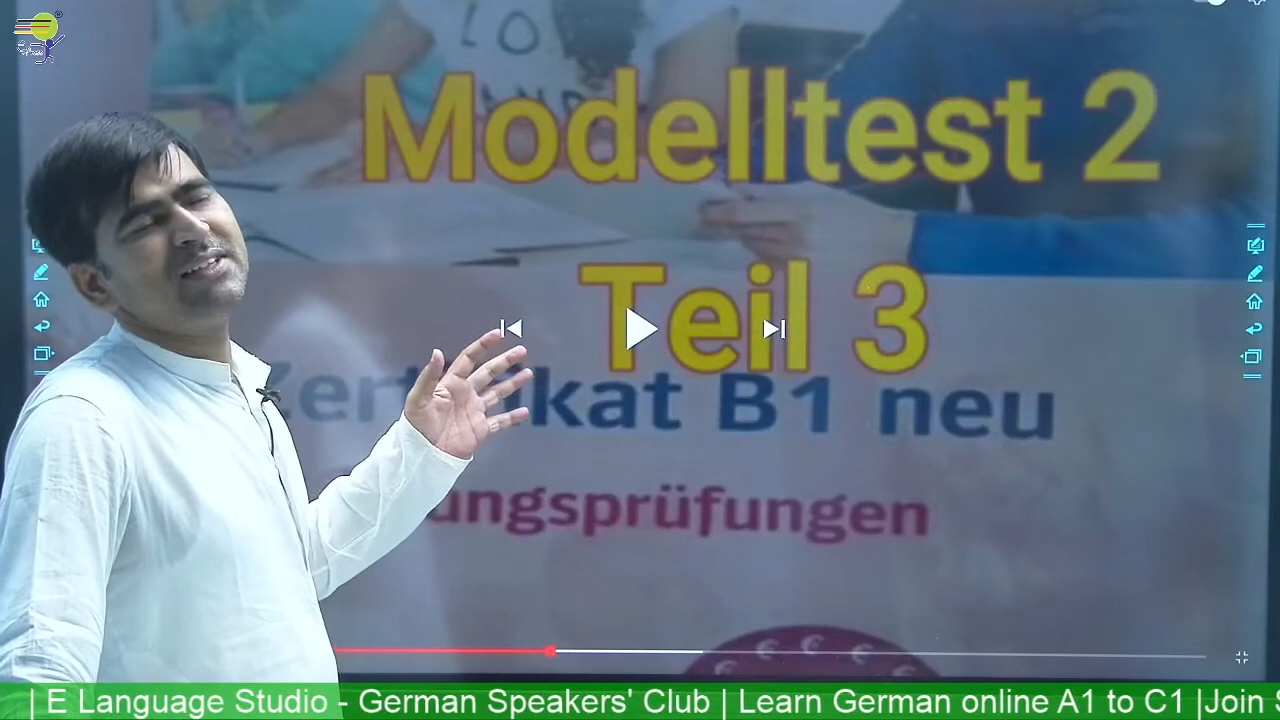 Modelltest 2
Teil 3
Zertifikat B1 neu
ungsprüfungen
| E Language Studio - German Speakers' Club | Learn German online A1 to C1 |Join S